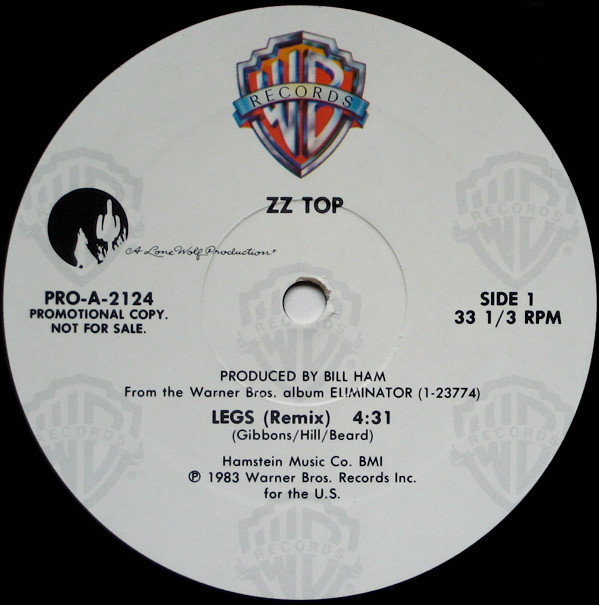 WB
RECORDS
ZZ TOP
A Lone Wolf Production
PRO-A-2124
PROMOTIONAL COPY.
NOT FOR SALE.
SIDE 1
33 1/3 RPM
PRODUCED BY BILL HAM
From the Warner Bros. album ELIMINATOR (1-23774)
LEGS (Remix) 4:31
(Gibbons/Hill/Beard)
Hamstein Music Co. BMI
℗ 1983 Warner Bros. Records Inc.
for the U.S.